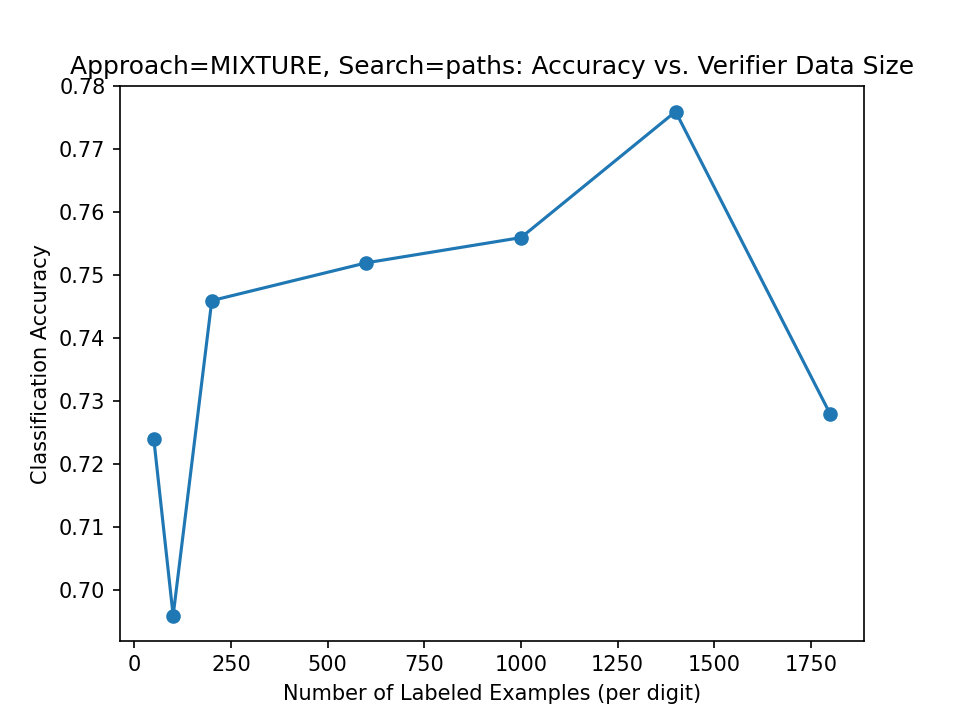 Approach=MIXTURE, Search=paths: Accuracy vs. Verifier Data Size
0.78
0.77
0.76
0.75
0.74
0.73
0.72
0.71
0.70
Classification Accuracy
0 250 500 750 1000 1250 1500 1750
Number of Labeled Examples (per digit)